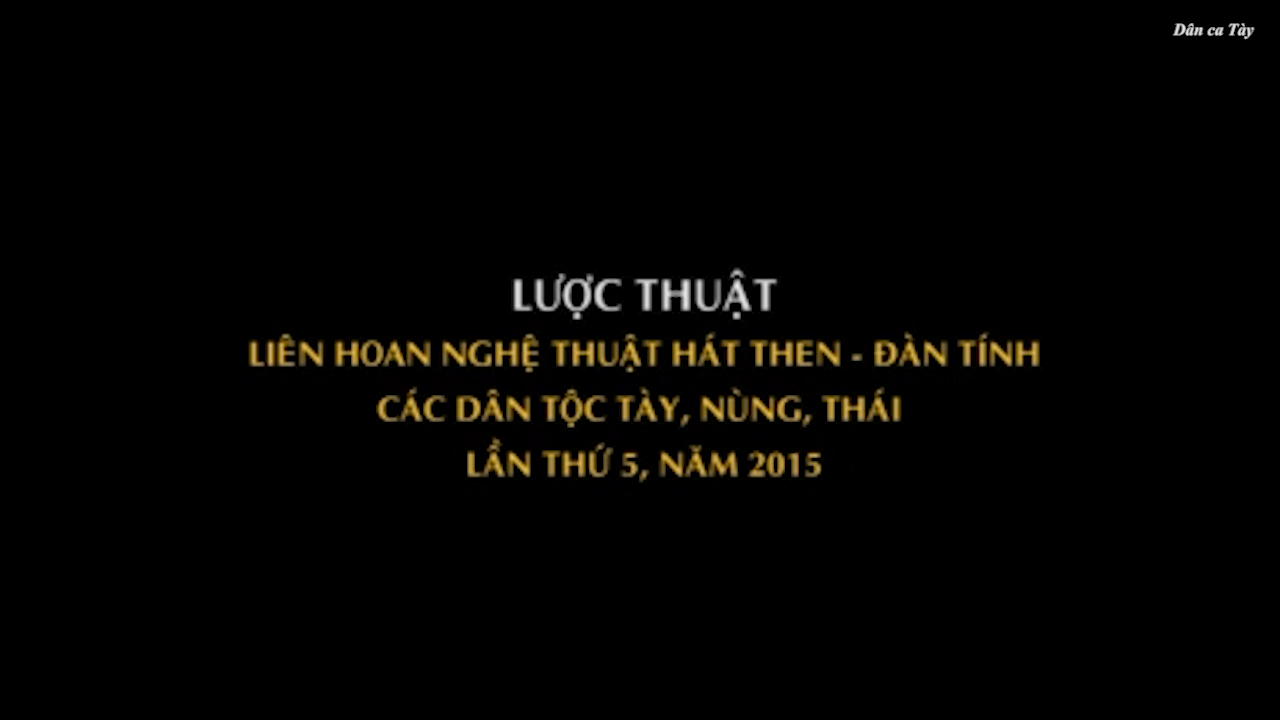 Dân ca Tày
LƯỢC THUẬT
LIÊN HOAN NGHỆ THUẬT HÁT THEN - ĐÀN TÍNH
CÁC DÂN TỘC TÀY, NÙNG, THÁI
LẦN THỨ 5, NĂM 2015